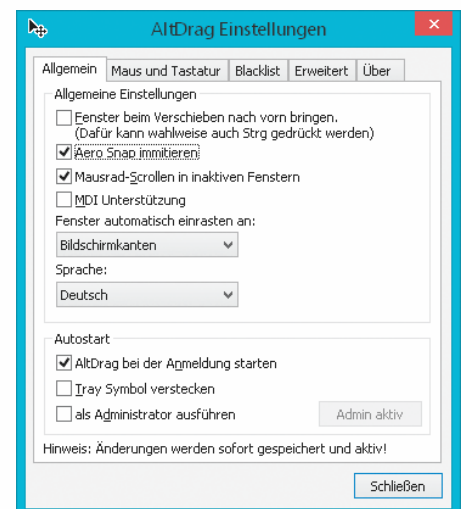 AltDrag Einstellungen
Allgemein Maus und Tastatur Blacklist Erweitert Über
Allgemeine Einstellungen
Fenster beim Verschieben nach vorn bringen.
(Dafür kann wahlweise auch Strg gedrückt werden)
Aero Snap immitieren
Mausrad-Scrollen in inaktiven Fenstern
MDI Unterstützung
Fenster automatisch einrasten an:
Bildschirmkanten
Sprache:
Deutsch
Autostart
AltDrag bei der Anmeldung starten
Tray Symbol verstecken
als Administrator ausführen Admin aktiv
Hinweis: Änderungen werden sofort gespeichert und aktiv!
Schließen